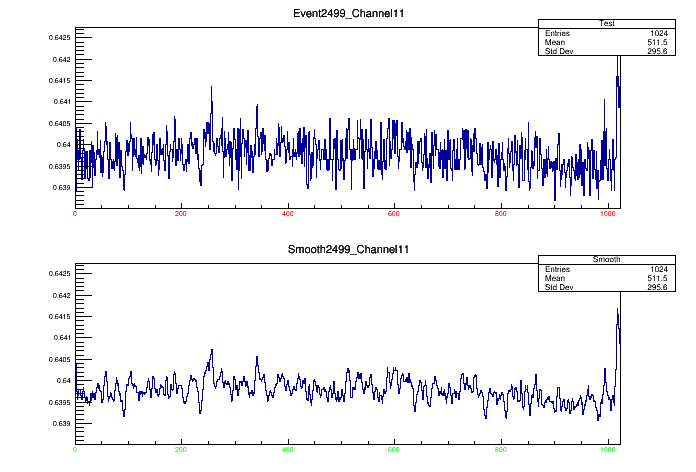 Event2499_Channel11
Test
Entries 1024
Mean 511.5
Std Dev 295.6
0.6425
0.642
0.6415
0.641
0.6405
0.64
0.6395
0.639
0 200 400 600 800 1000
Smooth2499_Channel11
Smooth
Entries 1024
Mean 511.5
Std Dev 295.6
0.6425
0.642
0.6415
0.641
0.6405
0.64
0.6395
0.639
0 200 400 600 800 1000